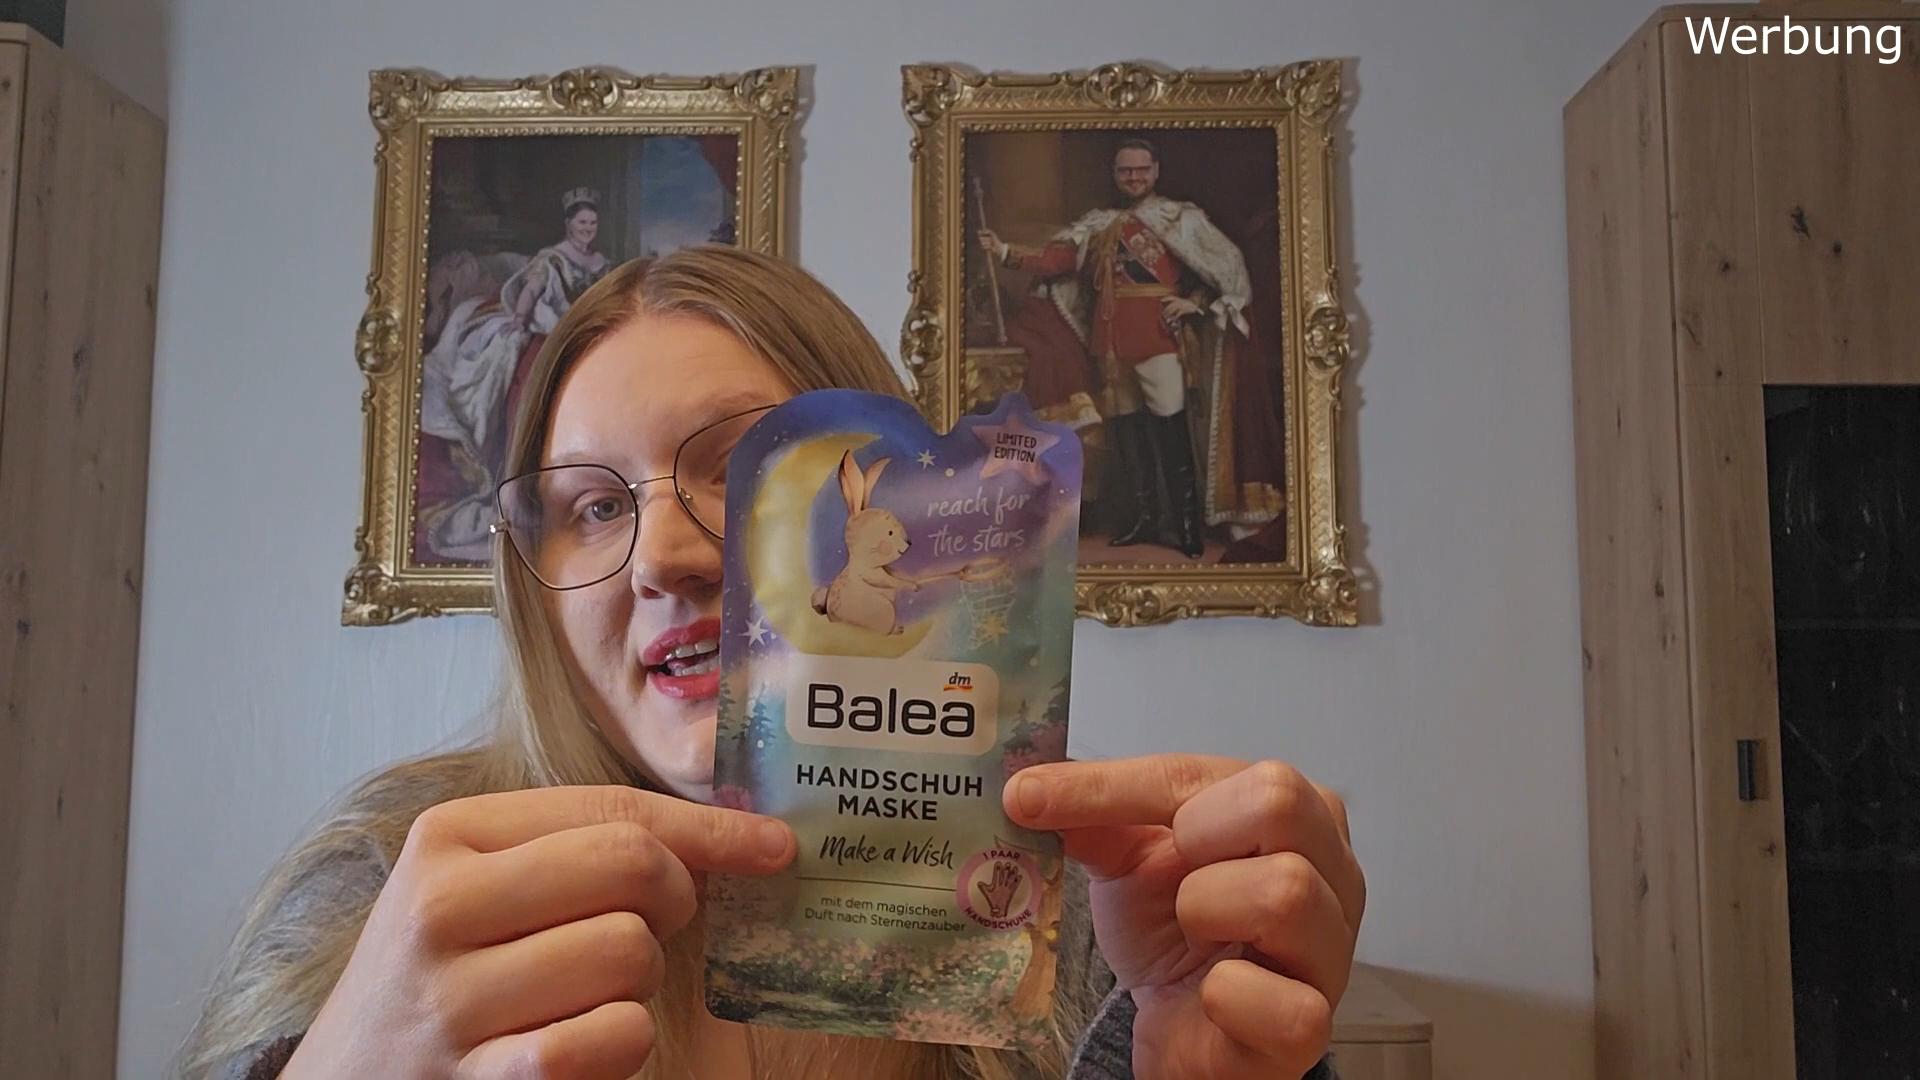 Werbung
LIMITED
EDITION
reach for
the stars
dm
Balea
HANDSCHUH
MASKE
Make a Wish
1 PAAR
HANDSCHUHE
mit dem magischen
Duft nach Sternenzauber